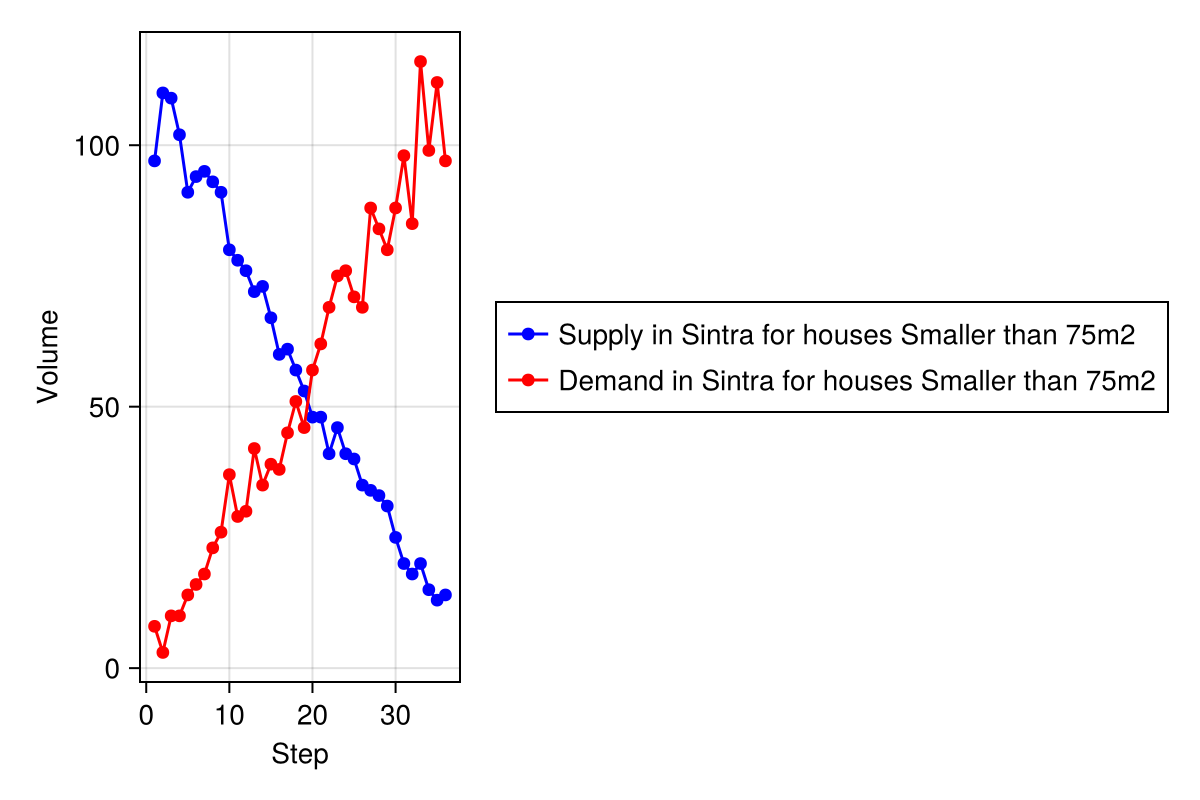 100
50
0
Volume
0 10 20 30
Step
Supply in Sintra for houses Smaller than 75m2
Demand in Sintra for houses Smaller than 75m2